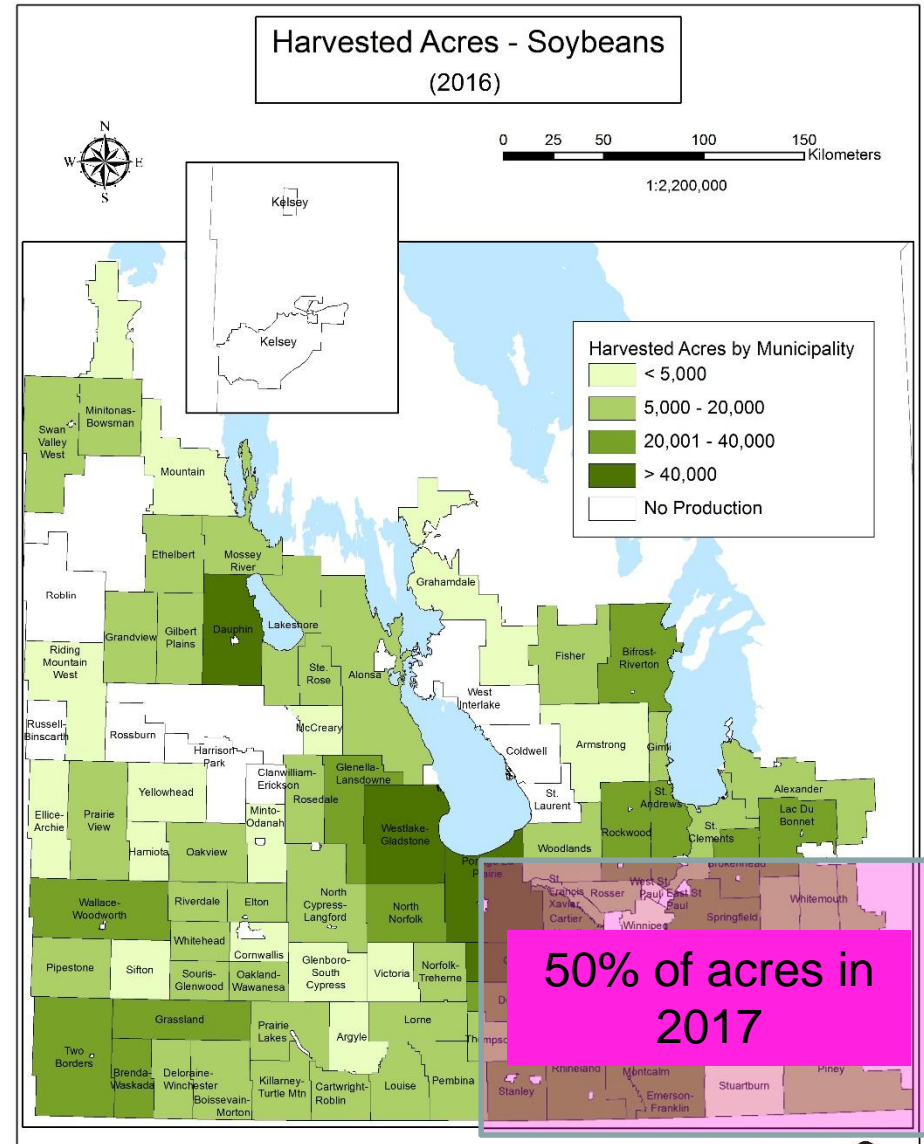 Harvested Acres - Soybeans
(2016)
N
W
E
S
0 25 50 100 150
Kilometers
1:2,200,000
Kelsey
Kelsey
Harvested Acres by Municipality
< 5,000
5,000 - 20,000
20,001 - 40,000
> 40,000
No Production
Swan
Valley
West
Minitonas-
Bowsman
Mountain
Ethelbert
Mossey
River
Roblin
Grandview
Gilbert
Plains
Dauphin
Lakeshore
Grahamdale
Fisher
Bifrost-
Riverton
Riding
Mountain
West
Ste.
Rose
Alonsa
West
Interlake
Russell-
Binscarth
Rossburn
Harrison
Park
McCreary
Coldwell
Armstrong
Gimli
Clanwilliam-
Erickson
Glenella-
Lansdowne
Rosedale
Yellowhead
Minto-
Odanah
St.
Laurent
Alexander
Ellice-
Archie
Prairie
View
Westlake-
Gladstone
St.
Andrews
Lac Du
Bonnet
Rockwood
St.
Clements
Hamiota
Oakview
Woodlands
Brokenhead
North
Cypress-
Langford
St.
Francis
Xavier
Rosser
West St.
Paul
East St
Paul
Whitemouth
Wallace-
Woodworth
Riverdale
Elton
North
Norfolk
Cartier
Winnipeg
Springfield
Whitehead
Cornwallis
Pipestone
Sifton
Souris-
Glenwood
Oakland-
Wawanesa
Glenboro-
South
Cypress
Victoria
Norfolk-
Treherne
50% of acres in
2017
Grassland
Prairie
Lakes
Argyle
Lorne
Two
Borders
Brenda-
Waskada
Deloraine-
Winchester
Boissevain-
Morton
Killarney-
Turtle Mtn
Cartwright-
Roblin
Louise
Pembina
Stanley
Rhineland
Montcalm
Emerson-
Franklin
Stuartburn
Piney